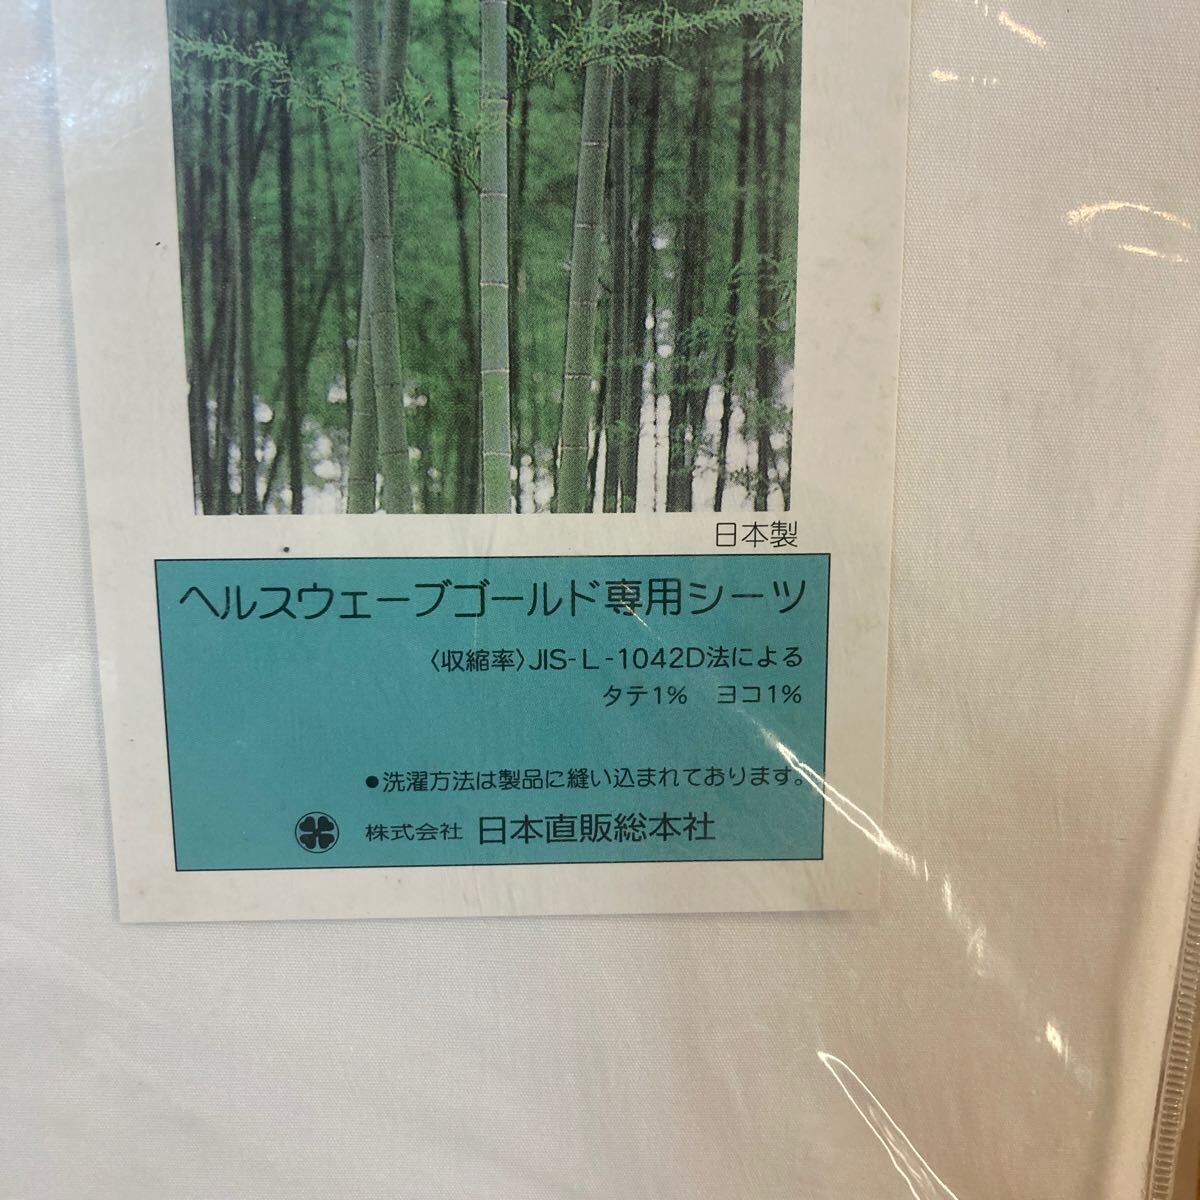 日本製
ヘルスウェーブゴールド専用シーツ
〈収縮率〉JIS-L-1042D法による
タテ1%　ヨコ1%
●洗濯方法は製品に縫い込まれております。
株式会社 日本直販総本社